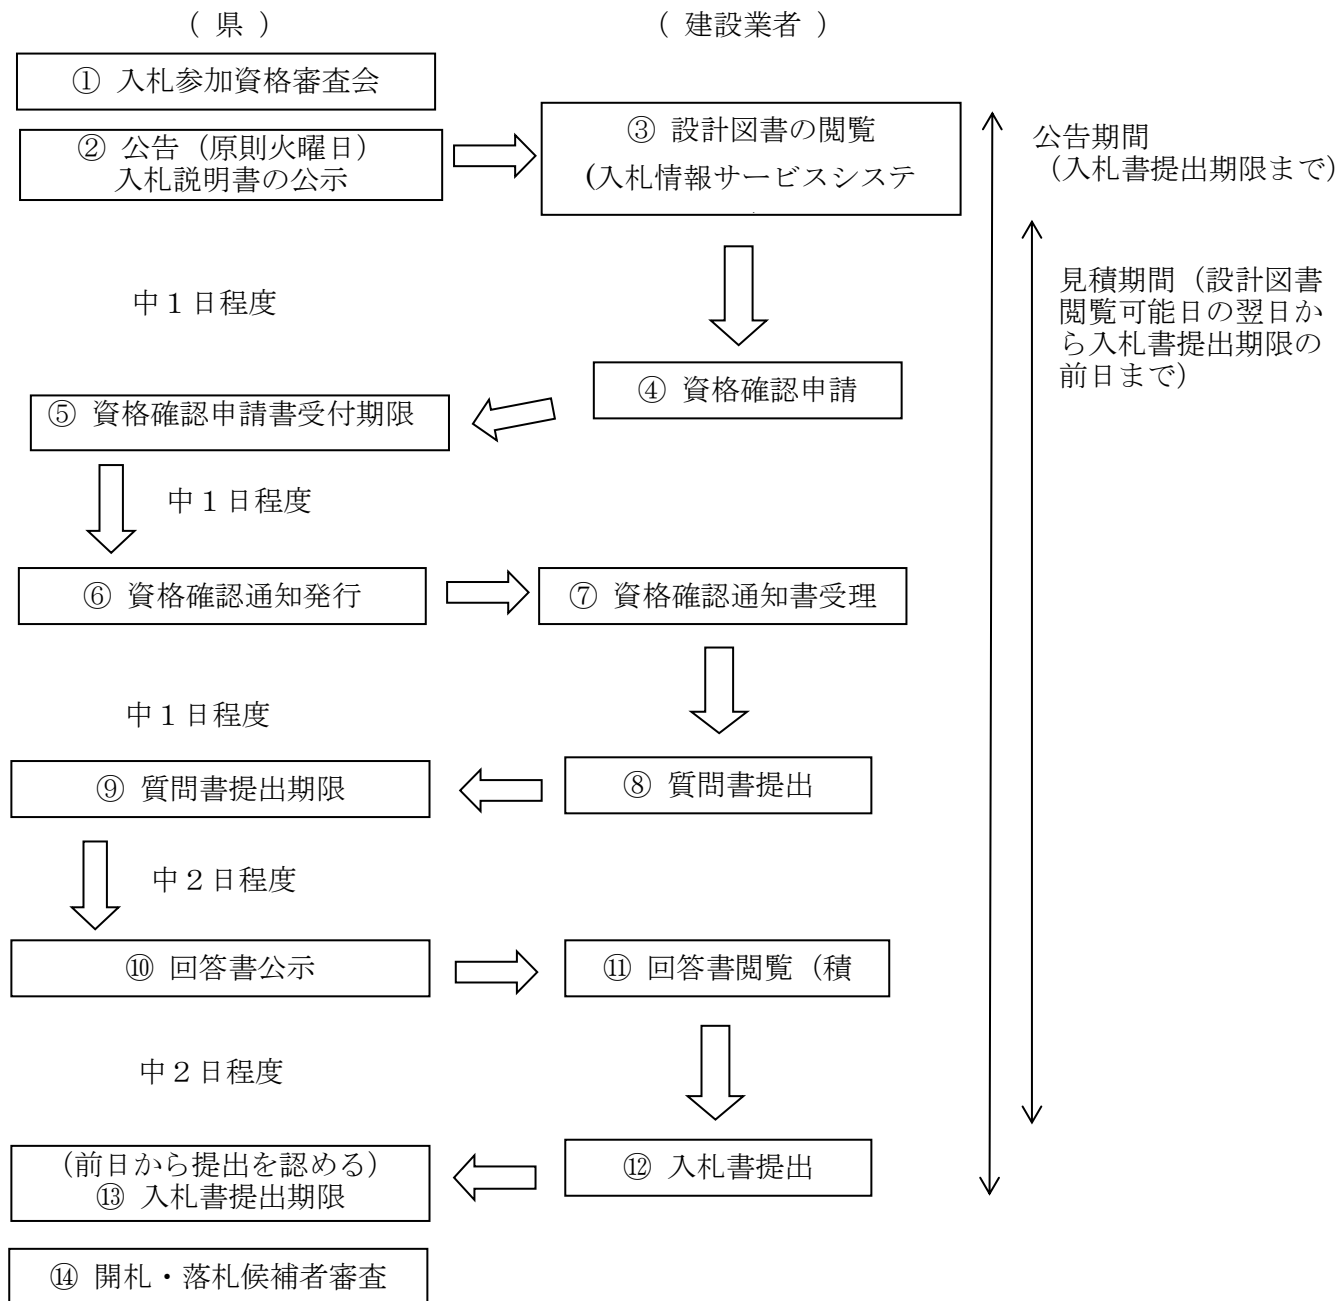 （ 県 ）
（ 建設業者 ）
① 入札参加資格審査会
② 公告（原則火曜日）
入札説明書の公示
③ 設計図書の閲覧
（入札情報サービスシステ
公告期間
（入札書提出期限まで）
見積期間（設計図書
閲覧可能日の翌日か
ら入札書提出期限の
前日まで）
中１日程度
④ 資格確認申請
⑤ 資格確認申請書受付期限
中１日程度
⑥ 資格確認通知発行
⑦ 資格確認通知書受理
中１日程度
⑧ 質問書提出
⑨ 質問書提出期限
中２日程度
⑩ 回答書公示
⑪ 回答書閲覧（積
中２日程度
⑫ 入札書提出
（前日から提出を認める）
⑬ 入札書提出期限
⑭ 開札・落札候補者審査